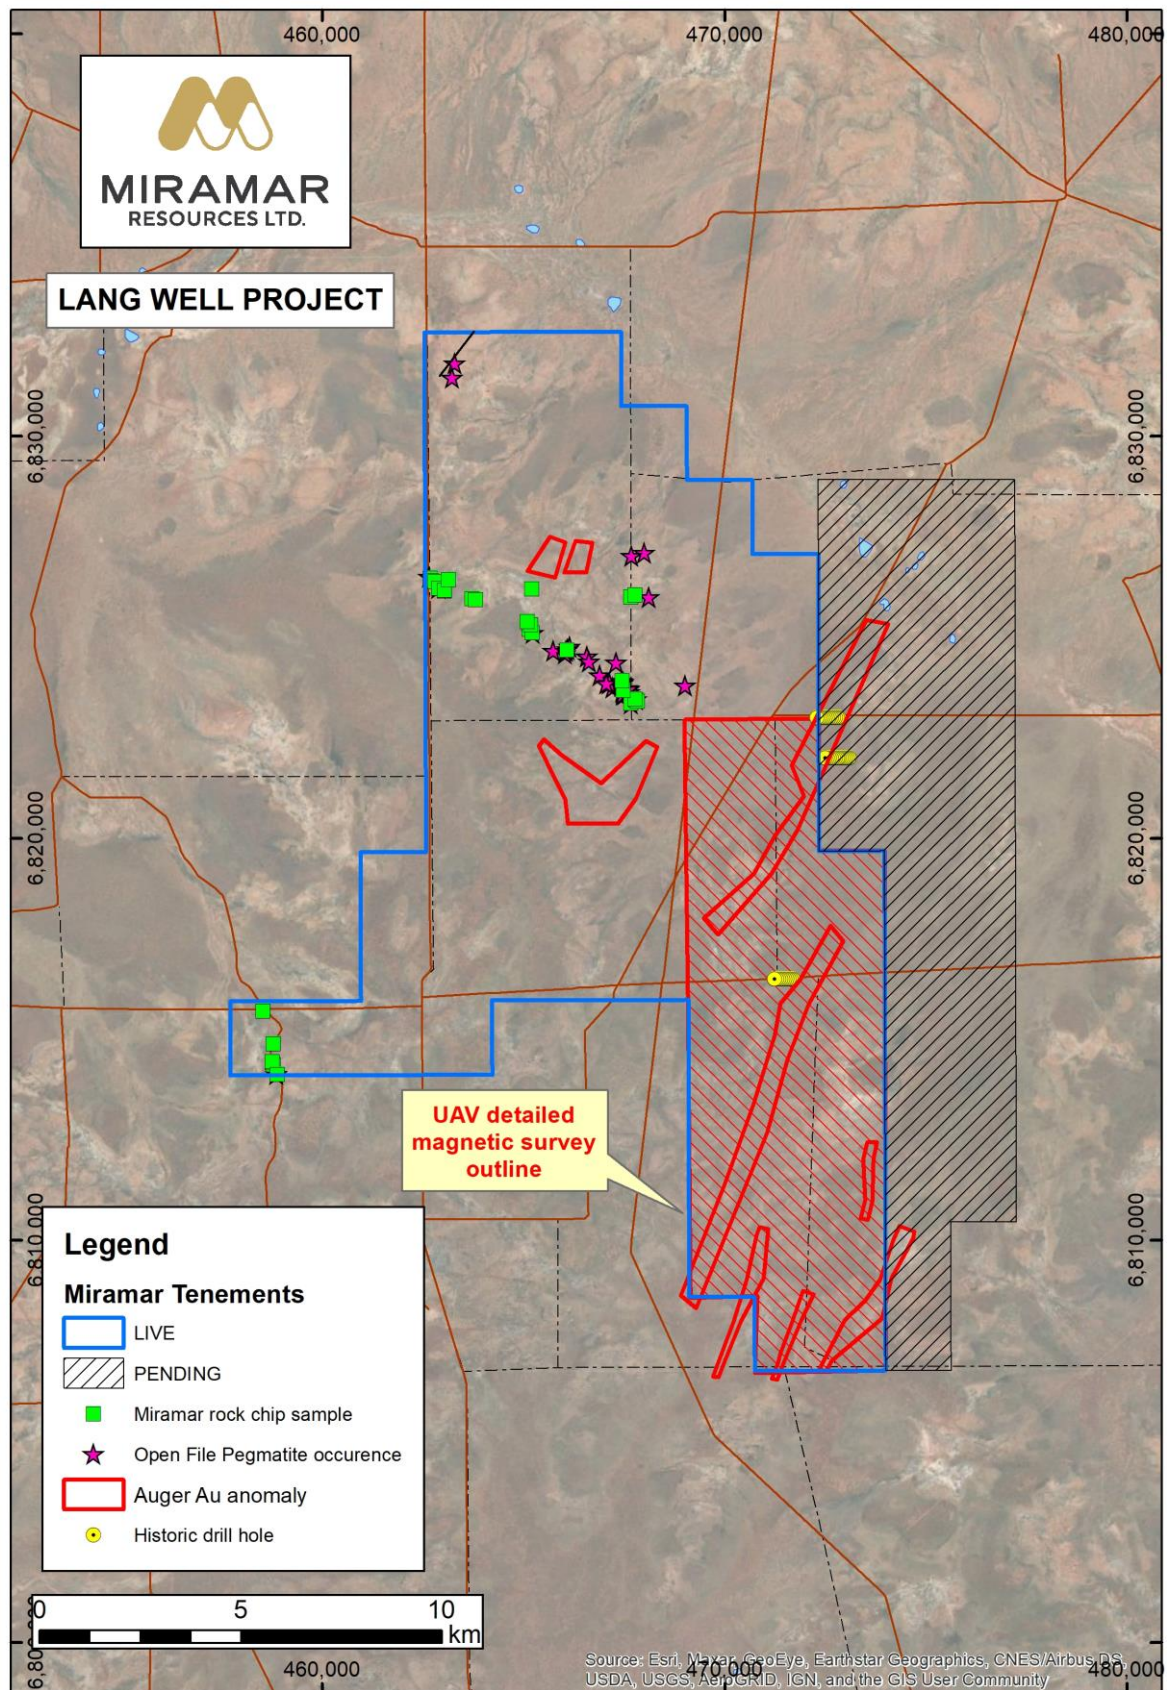 460,000
470,000
480,000
MIRAMAR
RESOURCES LTD.
LANG WELL PROJECT
6,830,000
6,830,000
6,820,000
6,820,000
UAV detailed
magnetic survey
outline
6,810,000
6,810,000
Legend
Miramar Tenements
LIVE
PENDING
Miramar rock chip sample
Open File Pegmatite occurence
Auger Au anomaly
Historic drill hole
0 5 10
km
Source: Esri, Maxar, GeoEye, Earthstar Geographics, CNES/Airbus DS,
USDA, USGS, AeroGRID, IGN, and the GIS User Community
460,000
470,000
480,000